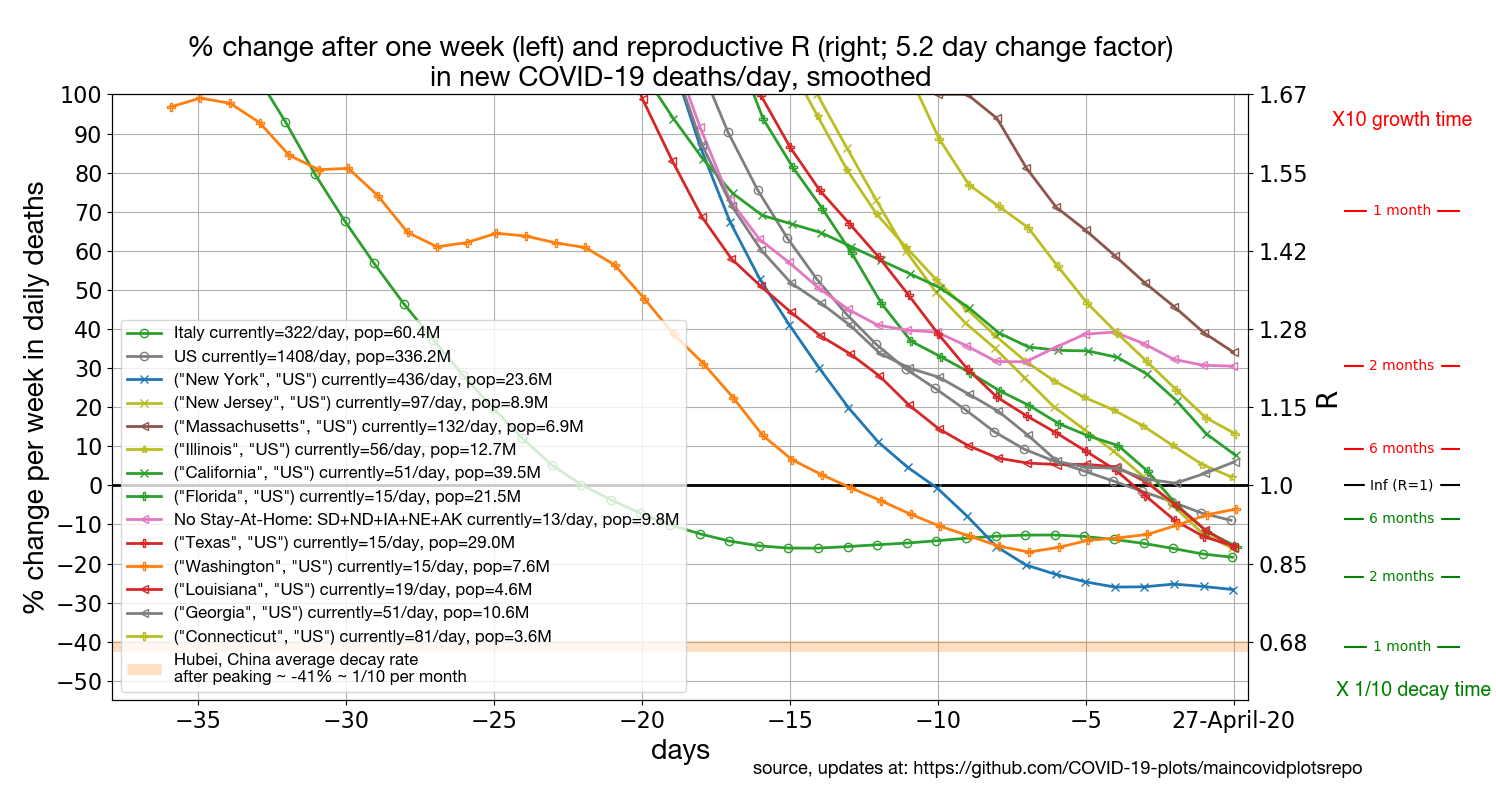 % change after one week (left) and reproductive R (right; 5.2 day change factor)
in new COVID-19 deaths/day, smoothed
% change per week in daily deaths
100
90
80
70
60
50
40
30
20
10
0
−10
−20
−30
−40
−50
Italy currently=322/day, pop=60.4M
US currently=1408/day, pop=336.2M
("New York", "US") currently=436/day, pop=23.6M
("New Jersey", "US") currently=97/day, pop=8.9M
("Massachusetts", "US") currently=132/day, pop=6.9M
("Illinois", "US") currently=56/day, pop=12.7M
("California", "US") currently=51/day, pop=39.5M
("Florida", "US") currently=15/day, pop=21.5M
No Stay-At-Home: SD+ND+IA+NE+AK currently=13/day, pop=9.8M
("Texas", "US") currently=15/day, pop=29.0M
("Washington", "US") currently=15/day, pop=7.6M
("Louisiana", "US") currently=19/day, pop=4.6M
("Georgia", "US") currently=51/day, pop=10.6M
("Connecticut", "US") currently=81/day, pop=3.6M
Hubei, China average decay rate
after peaking ~ -41% ~ 1/10 per month
1.67
1.55
1.42
1.28
1.15
1.0
0.85
0.68
R
X10 growth time
1 month
2 months
6 months
Inf (R=1)
6 months
2 months
1 month
X 1/10 decay time
−35 −30 −25 −20 −15 −10 −5 27-April-20
days
source, updates at: https://github.com/COVID-19-plots/maincovidplotsrepo